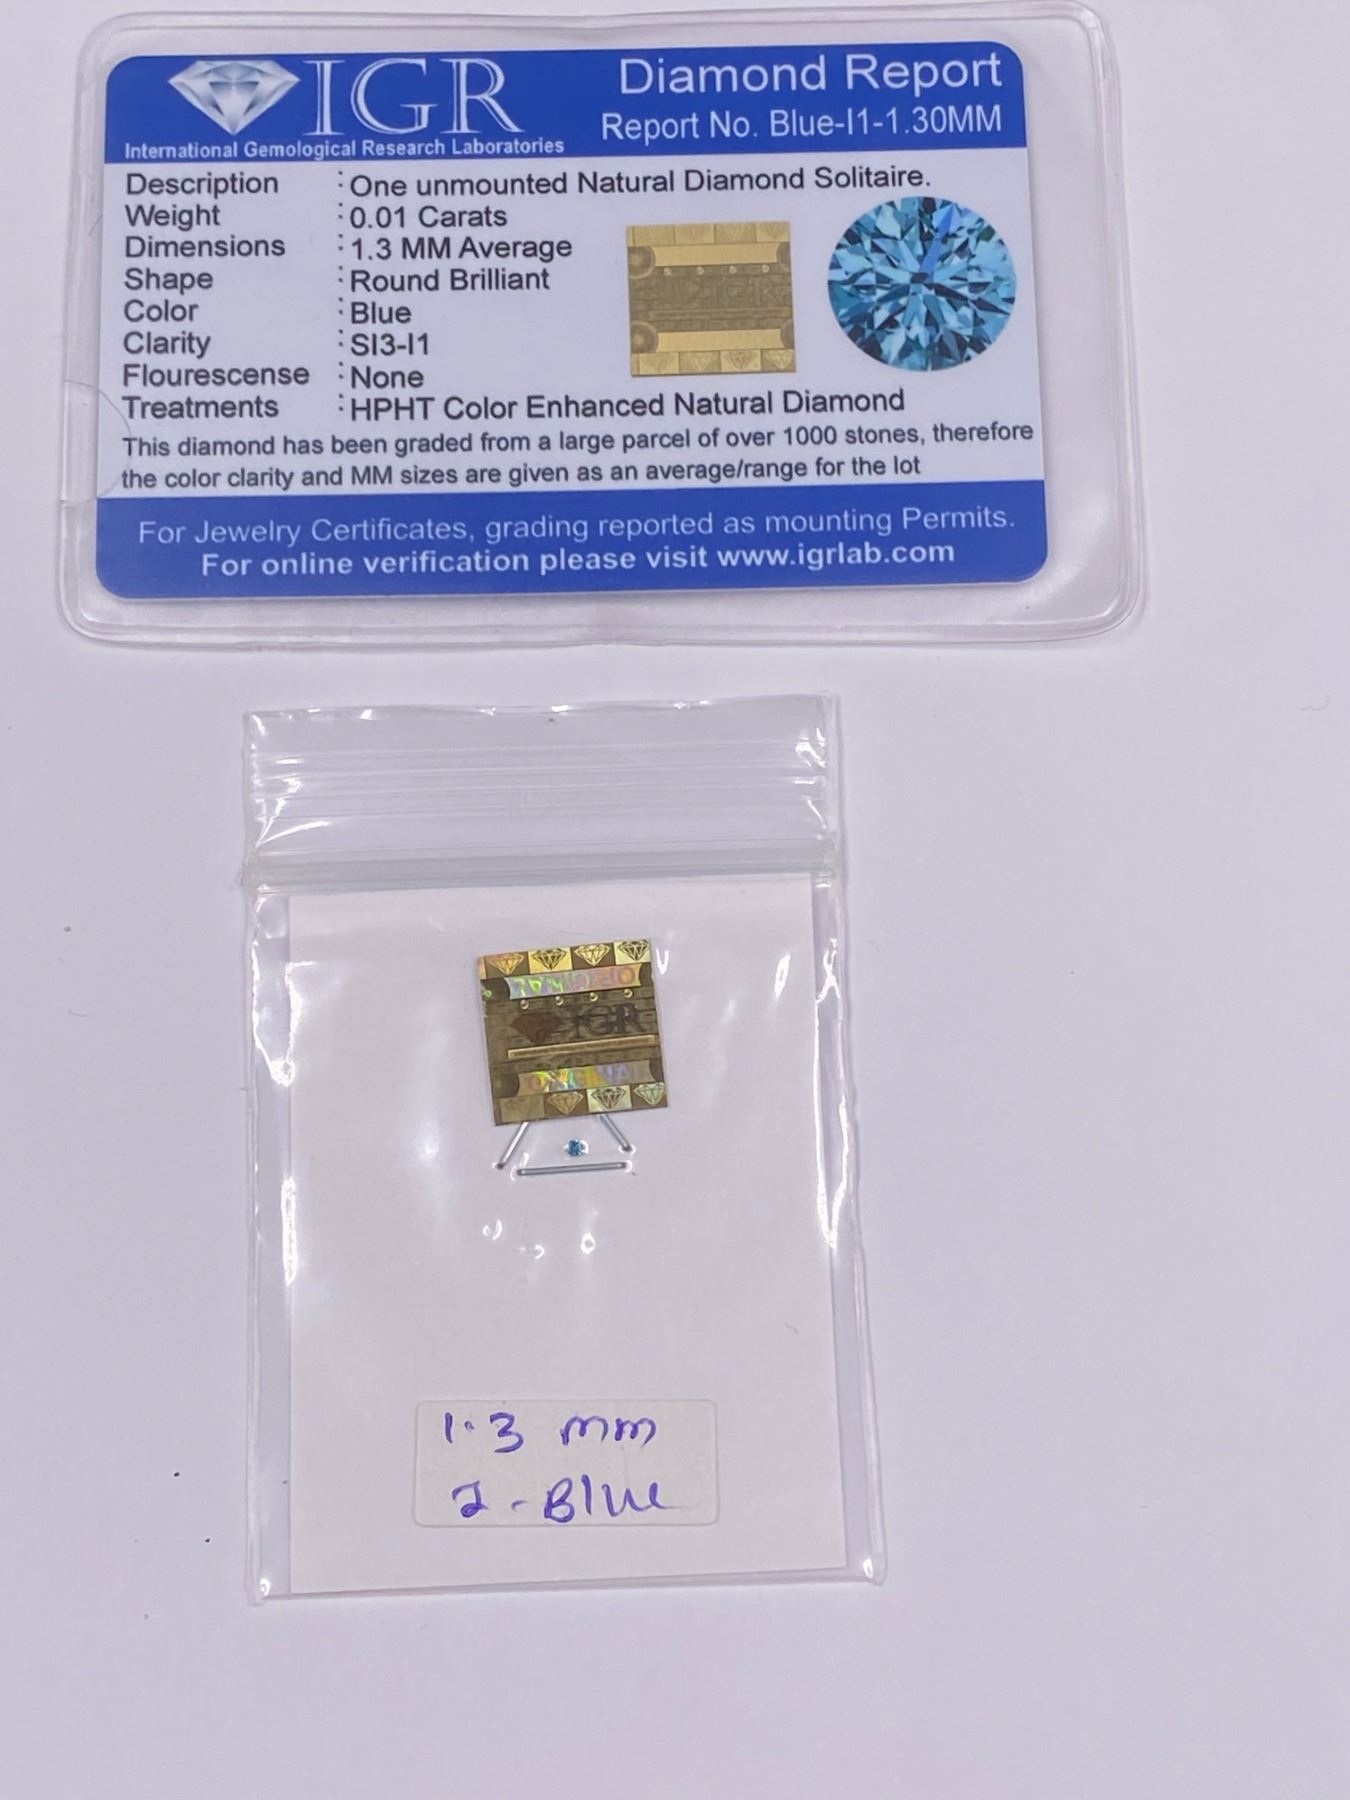 IGR
International Gemological Research Laboratories
Diamond Report
Report No. Blue-I1-1.30MM
Description : One unmounted Natural Diamond Solitaire.
Weight : 0.01 Carats
Dimensions : 1.3 MM Average
Shape : Round Brilliant
Color : Blue
Clarity : SI3-I1
Flourescense : None
Treatments : HPHT Color Enhanced Natural Diamond
This diamond has been graded from a large parcel of over 1000 stones, therefore
the color clarity and MM sizes are given as an average/range for the lot
For Jewelry Certificates, grading reported as mounting Permits.
For online verification please visit www.igrlab.com
IGR
ORIGINAL
IGR
ORIGINAL
1.3 mm
2 - Blue